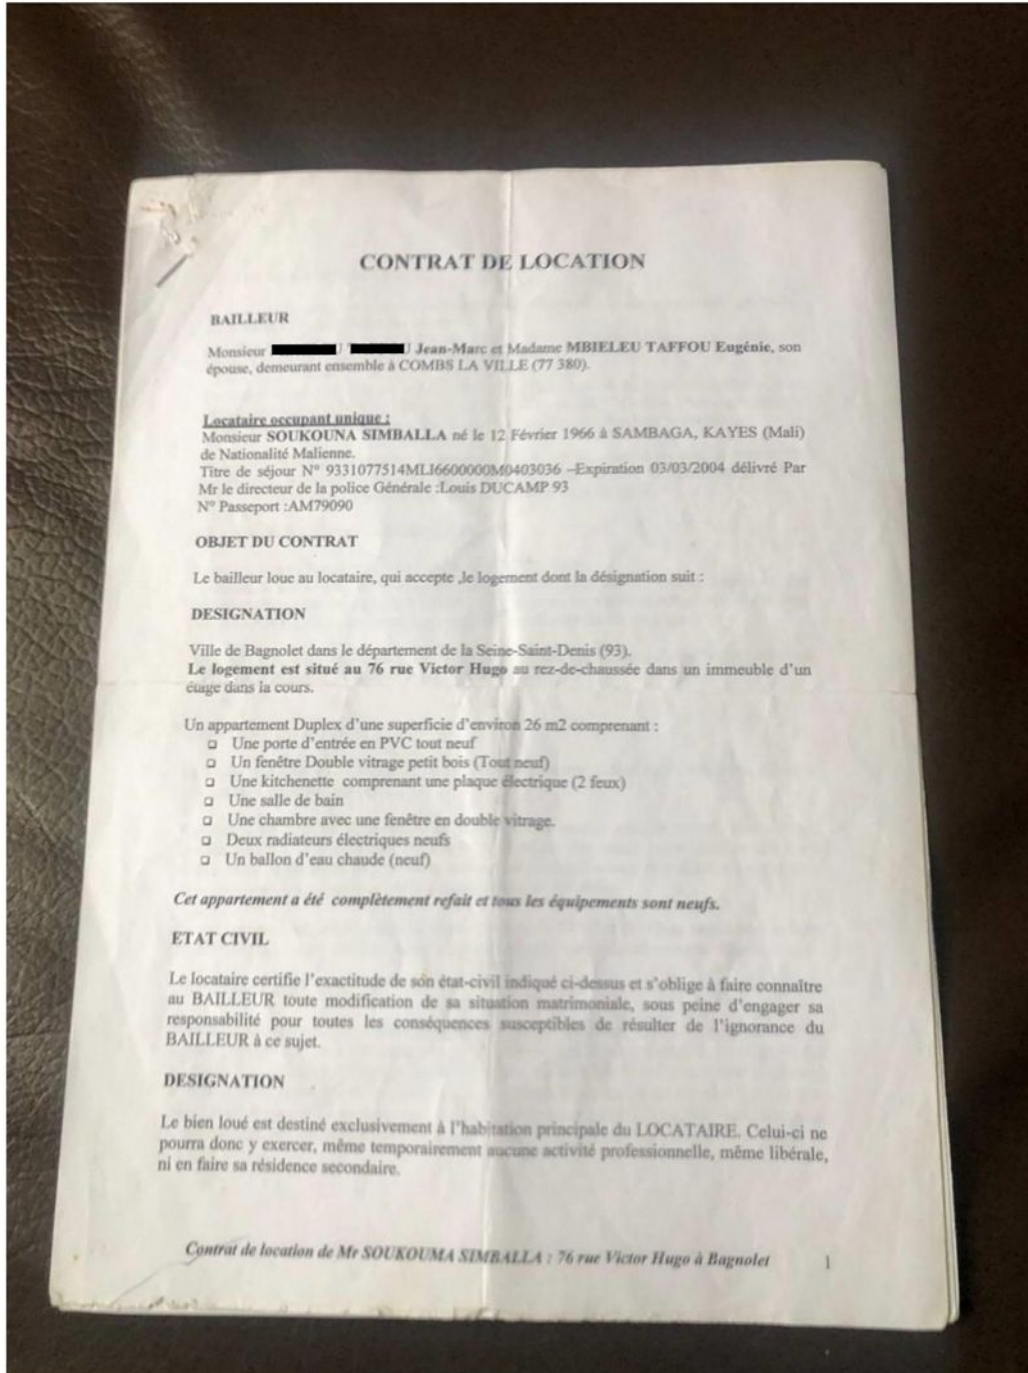 CONTRAT DE LOCATION
BAILLEUR
Monsieur Jean-Marc et Madame MBIELEU TAFFOU Eugénie, son
épouse, demeurant ensemble à COMBS LA VILLE (77 380).
Locataire occupant unique :
Monsieur SOUKOUNA SIMBALLA né le 12 Février 1966 à SAMBAGA, KAYES (Mali)
de Nationalité Malienne.
Titre de séjour N° 9331077514MLI6600000M0403036 –Expiration 03/03/2004 délivré Par
Mr le directeur de la police Générale :Louis DUCAMP 93
N° Passeport :AM79090
OBJET DU CONTRAT
Le bailleur loue au locataire, qui accepte ,le logement dont la désignation suit :
DESIGNATION
Ville de Bagnolet dans le département de la Seine-Saint-Denis (93).
Le logement est situé au 76 rue Victor Hugo au rez-de-chaussée dans un immeuble d'un
étage dans la cours.
Un appartement Duplex d'une superficie d'environ 26 m2 comprenant :
❑ Une porte d'entrée en PVC tout neuf
❑ Un fenêtre Double vitrage petit bois (Tout neuf)
❑ Une kitchenette comprenant une plaque électrique (2 feux)
❑ Une salle de bain
❑ Une chambre avec une fenêtre en double vitrage.
❑ Deux radiateurs électriques neufs
❑ Un ballon d'eau chaude (neuf)
Cet appartement a été complètement refait et tous les équipements sont neufs.
ETAT CIVIL
Le locataire certifie l'exactitude de son état-civil indiqué ci-dessus et s'oblige à faire connaître
au BAILLEUR toute modification de sa situation matrimoniale, sous peine d'engager sa
responsabilité pour toutes les conséquences susceptibles de résulter de l'ignorance du
BAILLEUR à ce sujet.
DESIGNATION
Le bien loué est destiné exclusivement à l'habitation principale du LOCATAIRE. Celui-ci ne
pourra donc y exercer, même temporairement aucune activité professionnelle, même libérale,
ni en faire sa résidence secondaire.
Contrat de location de Mr SOUKOUMA SIMBALLA : 76 rue Victor Hugo à Bagnolet 1